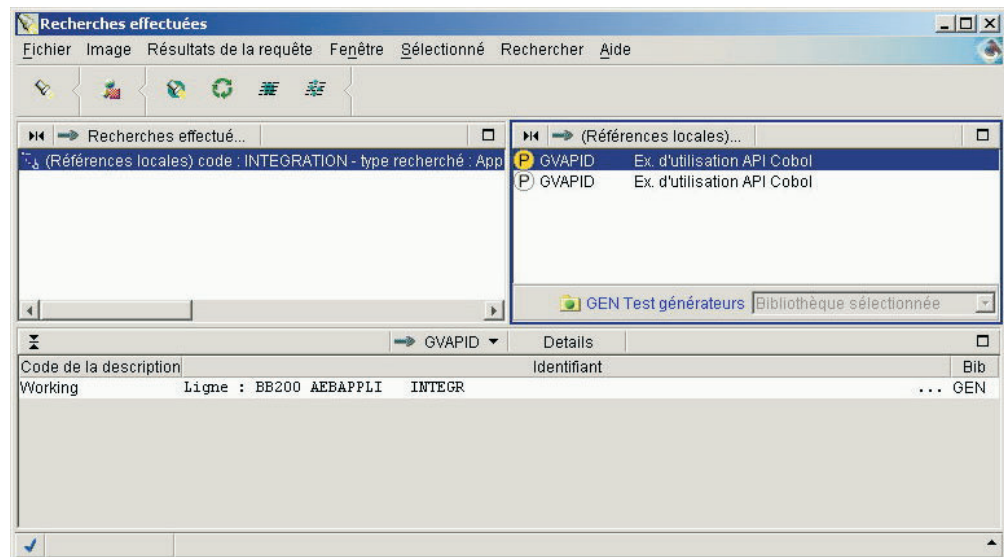 Recherches effectuées
Fichier Image Résultats de la requête Fenêtre Sélectionné Rechercher Aide
Recherches effectué...
(Références locales) code : INTEGRATION - type recherché : App
(Références locales)...
P GVAPID Ex. d'utilisation API Cobol
P GVAPID Ex. d'utilisation API Cobol
GEN Test générateurs Bibliothèque sélectionnée
GVAPID Details
Code de la description Identifiant Bib
Working Ligne : BB200 AEBAPPLI INTEGR ... GEN